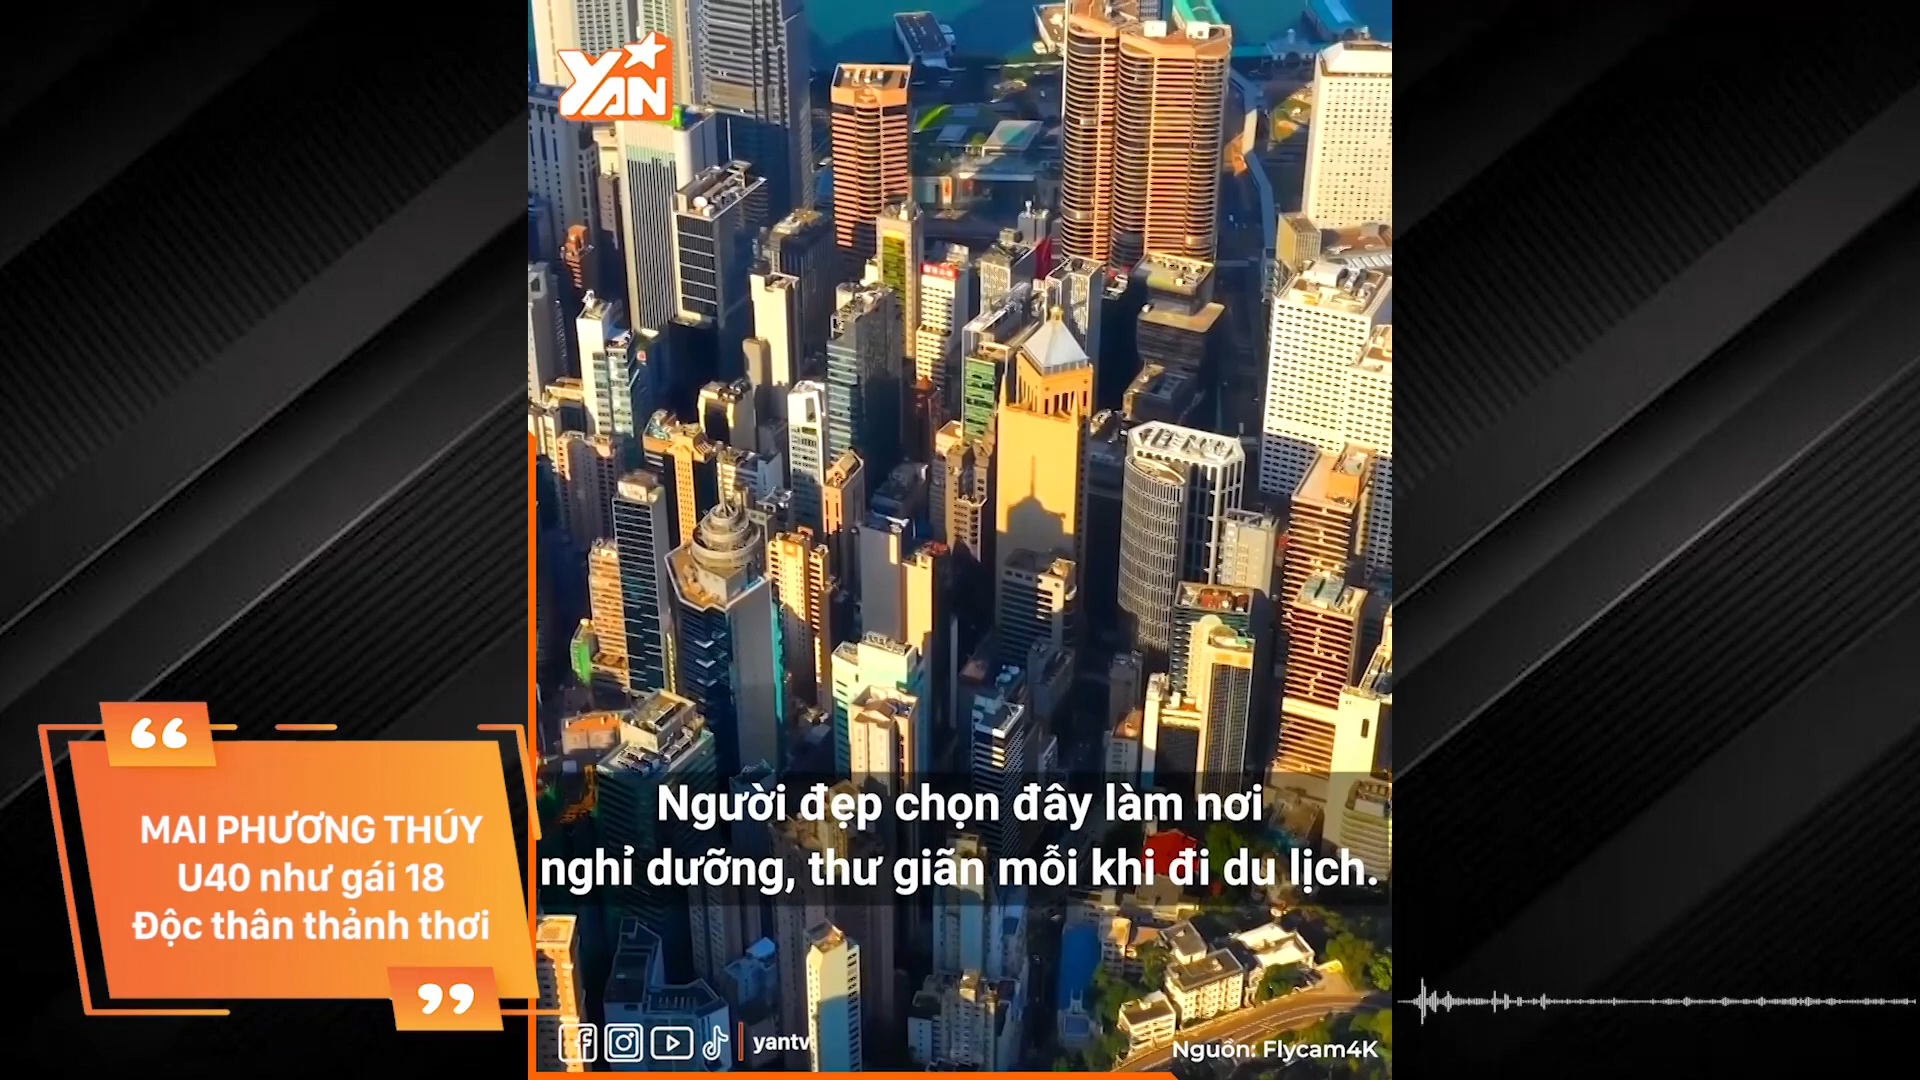 YAN
Người đẹp chọn đây làm nơi
nghỉ dưỡng, thư giãn mỗi khi đi du lịch.
MAI PHƯƠNG THÚY
U40 như gái 18
Độc thân thảnh thơi
yantv
Nguồn: Flycam4K